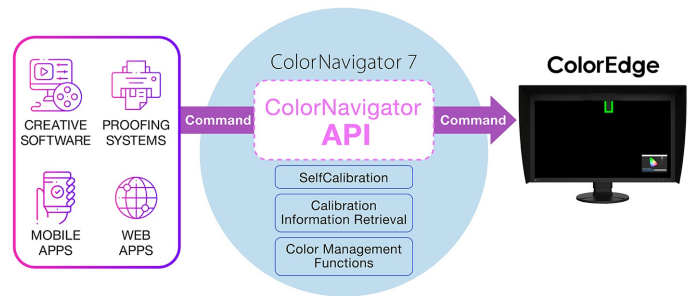 ColorNavigator 7
ColorEdge
ColorNavigator
API
Command
Command
CREATIVE
SOFTWARE
PROOFING
SYSTEMS
MOBILE
APPS
WEB
APPS
SelfCalibration
Calibration
Information Retrieval
Color Management
Functions